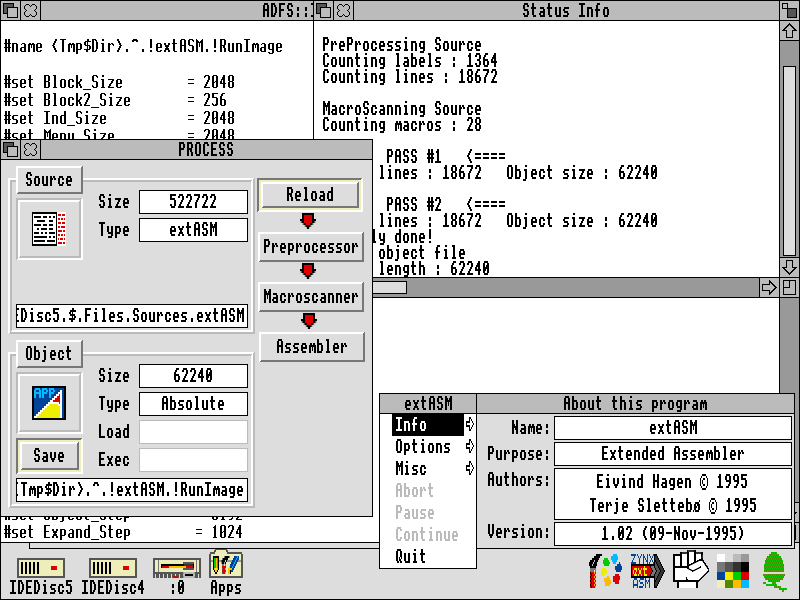 ADFS::
#name <Tmp$Dir>.^.!extASM.!RunImage
#set Block_Size = 2048
#set Block2_Size = 256
#set Ind_Size = 2048
#set Menu_Size = 2048
Status Info
PreProcessing Source
Counting labels : 1364
Counting lines : 18672
MacroScanning Source
Counting macros : 28
PASS #1 <====
lines : 18672 Object size : 62240
PASS #2 <====
lines : 18672 Object size : 62240
ly done!
object file
length : 62240
PROCESS
Source
Size 522722
Type extASM
Disc5.$.Files.Sources.extASM
Reload
Preprocessor
Macroscanner
Assembler
Object
APP
Size 62240
Type Absolute
Load
Exec
Save
<Tmp$Dir>.^.!extASM.!RunImage
#set Object_Step 8192
#set Expand_Step = 1024
extASM
Info
Options
Misc
Abort
Pause
Continue
Quit
About this program
Name: extASM
Purpose: Extended Assembler
Authors: Eivind Hagen © 1995
Terje Slettebø © 1995
Version: 1.02 (09-Nov-1995)
IDEDisc5
IDEDisc4
:0
Apps
ZYNX
ext
ASM